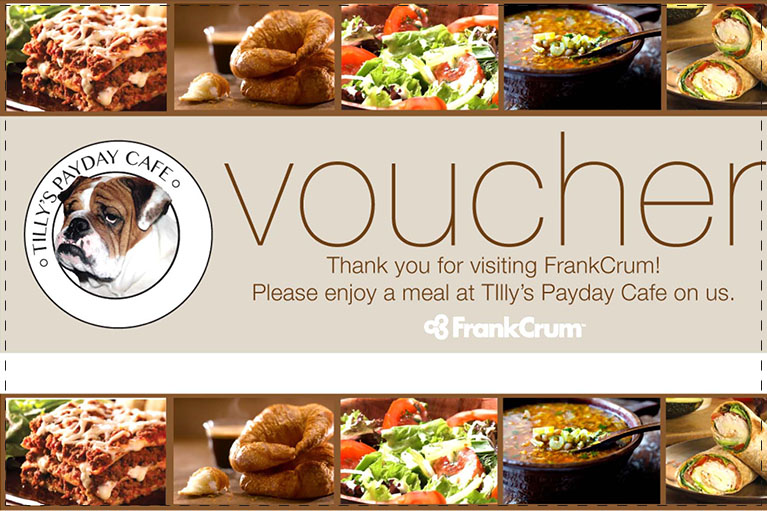 TILLY'S PAYDAY CAFE
voucher
Thank you for visiting FrankCrum!
Please enjoy a meal at TIlly's Payday Cafe on us.
FrankCrum